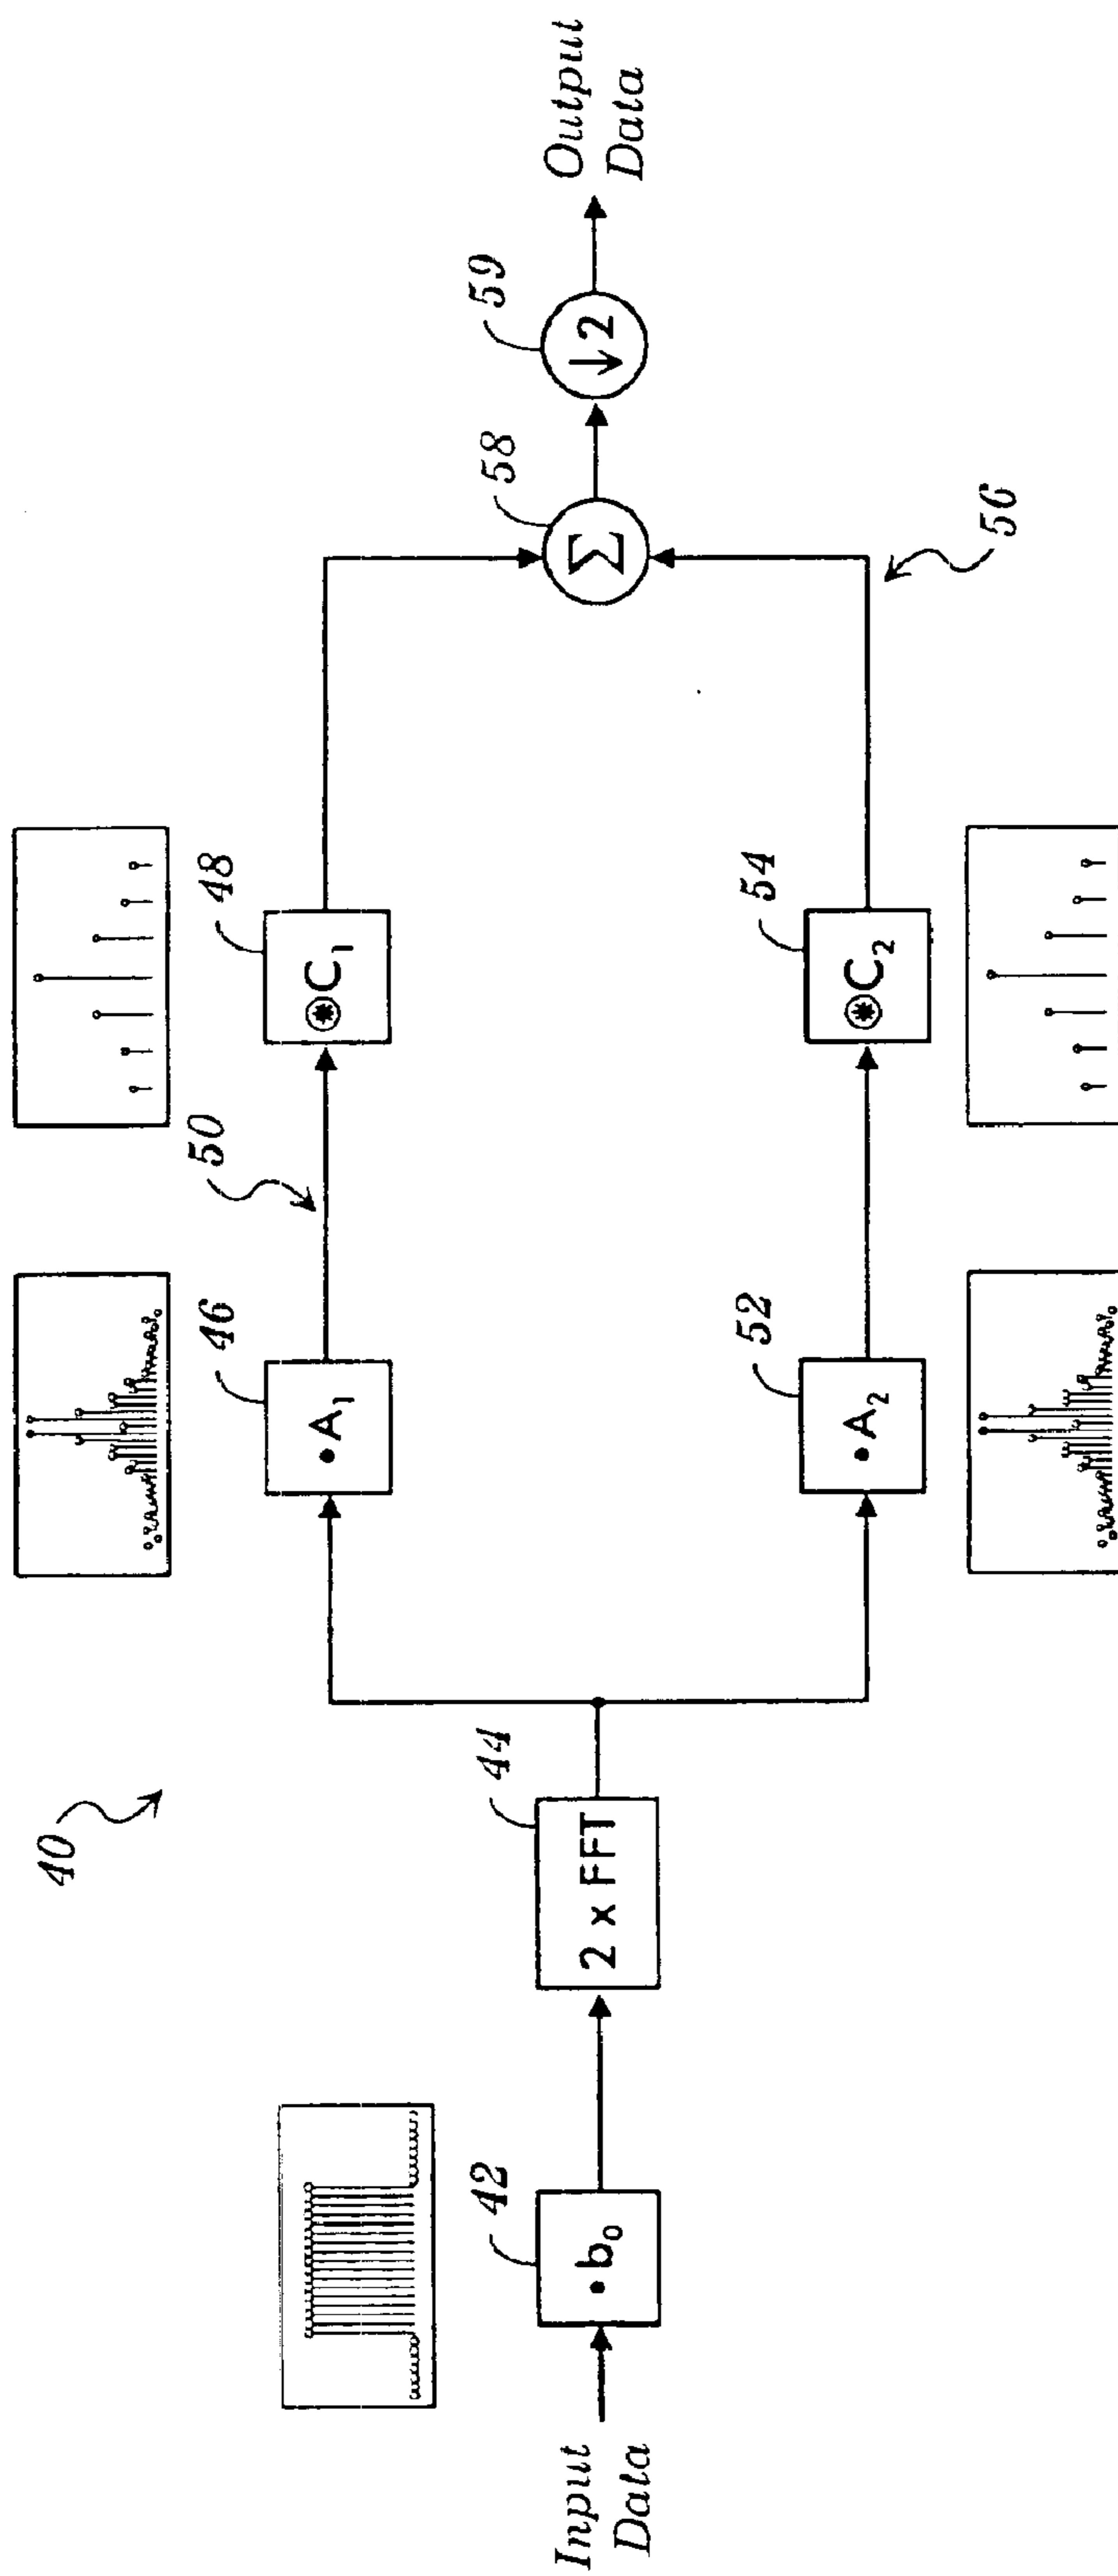 40
Input
Data
42
• b₀
44
2 x FFT
46
• A₁
50
48
⊛ C₁
52
• A₂
54
⊛ C₂
56
58
Σ
59
↓2
Output
Data